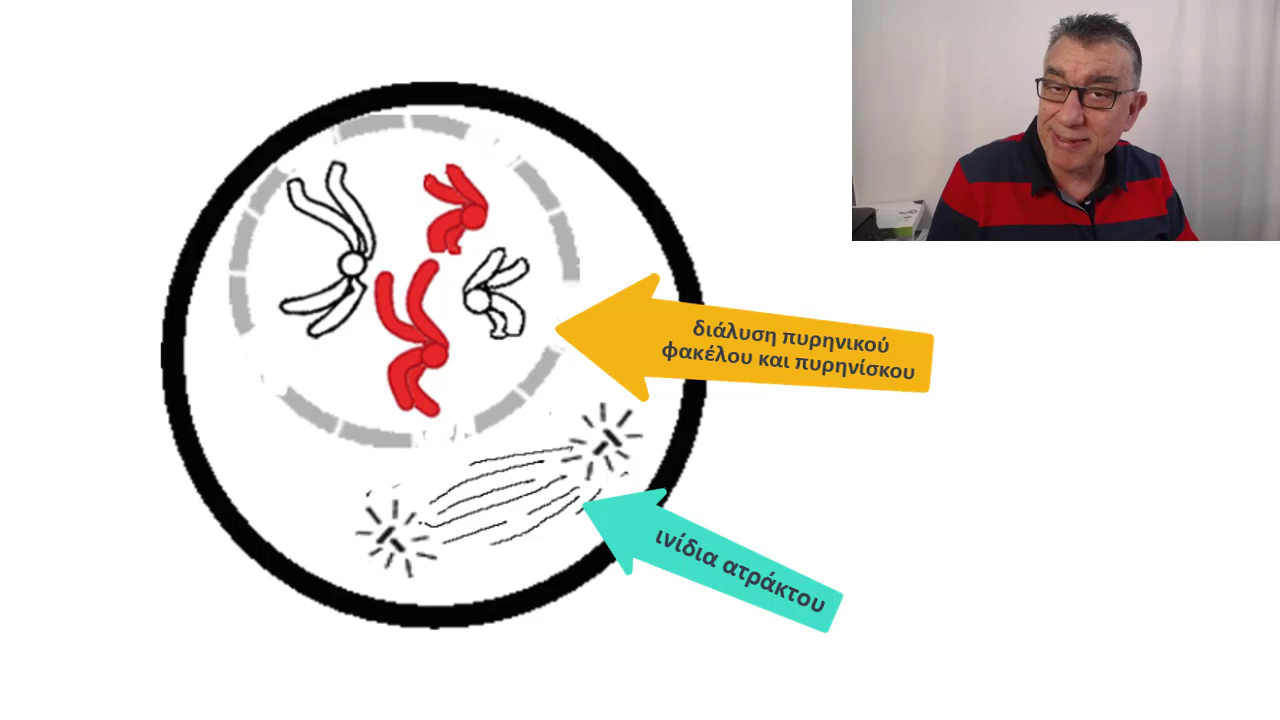 διάλυση πυρηνικού
φακέλου και πυρηνίσκου
ινίδια ατράκτου